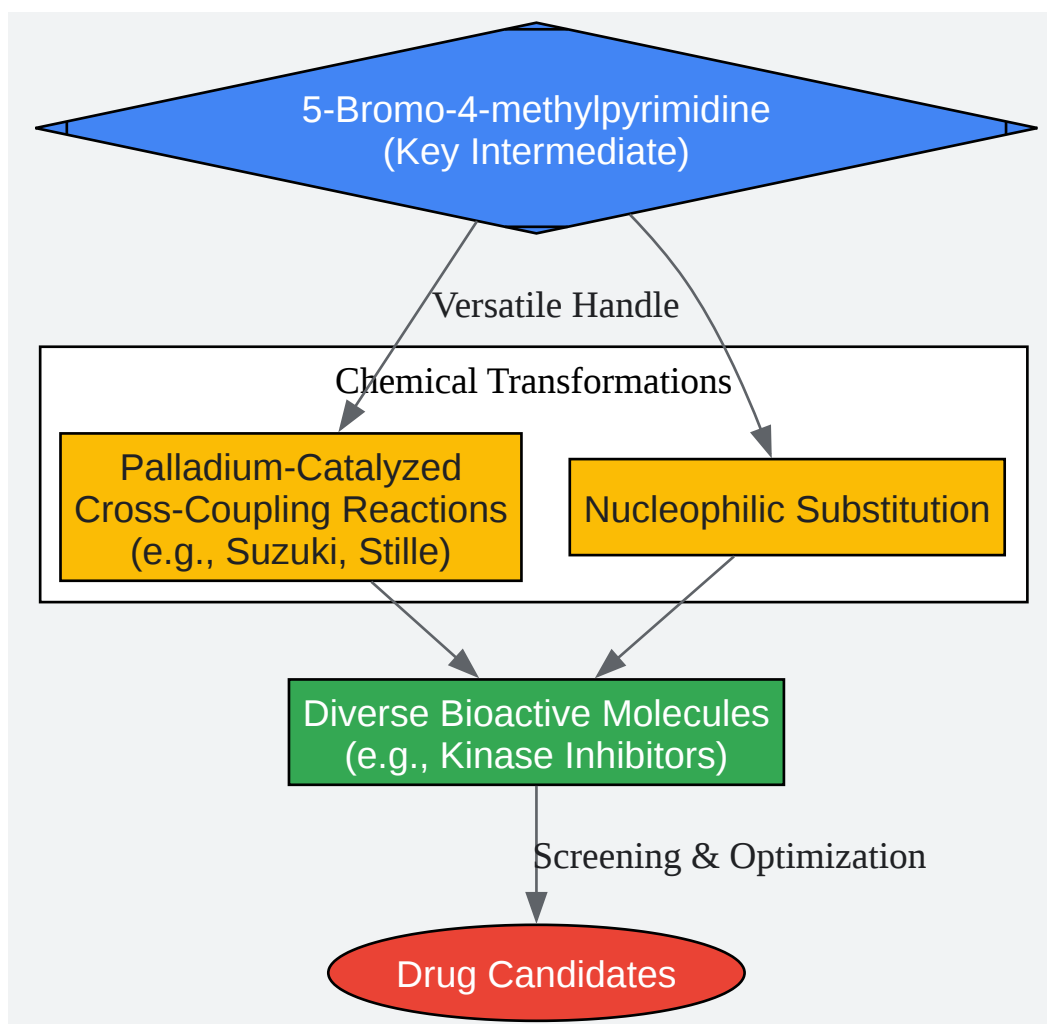 5-Bromo-4-methylpyrimidine
(Key Intermediate)
Versatile Handle
Chemical Transformations
Palladium-Catalyzed
Cross-Coupling Reactions
(e.g., Suzuki, Stille)
Nucleophilic Substitution
Diverse Bioactive Molecules
(e.g., Kinase Inhibitors)
Screening & Optimization
Drug Candidates